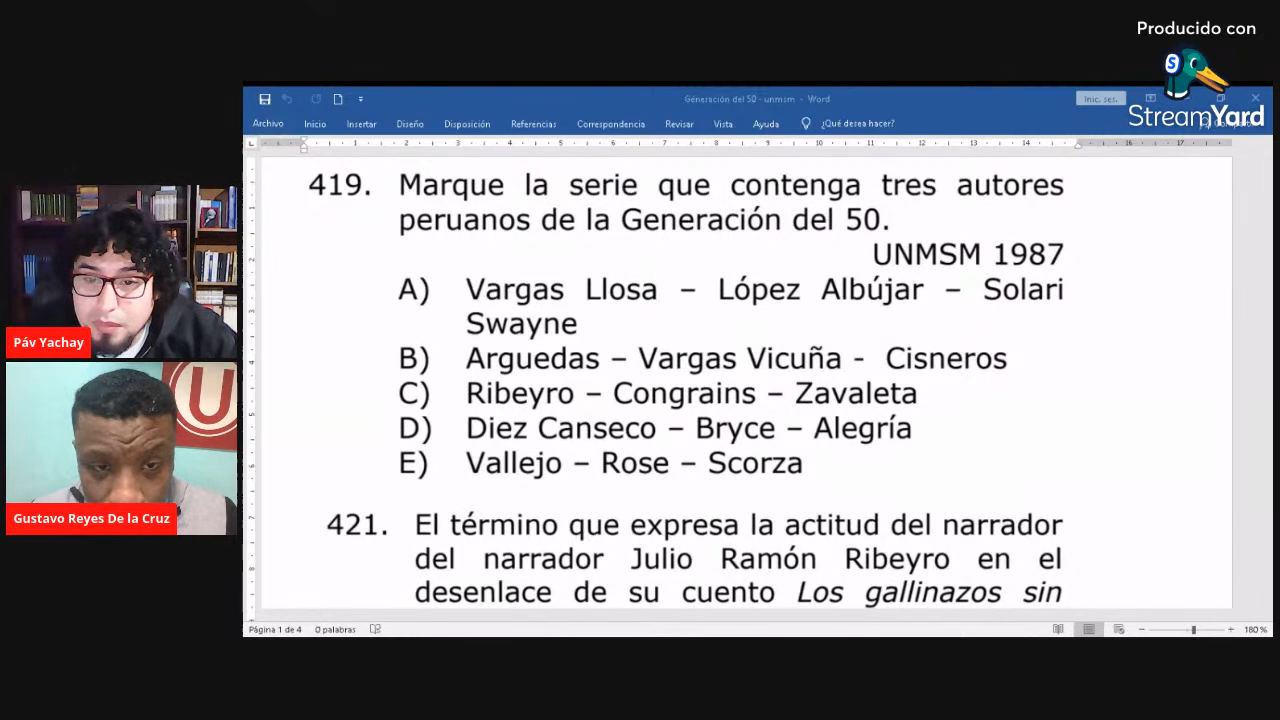 Producido con
StreamYard
Generación del 50 - unmsm - Word
Inic. ses.
Archivo Inicio Insertar Diseño Disposición Referencias Correspondencia Revisar Vista Ayuda ¿Qué desea hacer?
419. Marque la serie que contenga tres autores
peruanos de la Generación del 50.
UNMSM 1987
A) Vargas Llosa – López Albújar – Solari
Swayne
B) Arguedas – Vargas Vicuña - Cisneros
C) Ribeyro – Congrains – Zavaleta
D) Diez Canseco – Bryce – Alegría
E) Vallejo – Rose – Scorza
421. El término que expresa la actitud del narrador
del narrador Julio Ramón Ribeyro en el
desenlace de su cuento Los gallinazos sin
Página 1 de 4 0 palabras 180 %
Páv Yachay
Gustavo Reyes De la Cruz